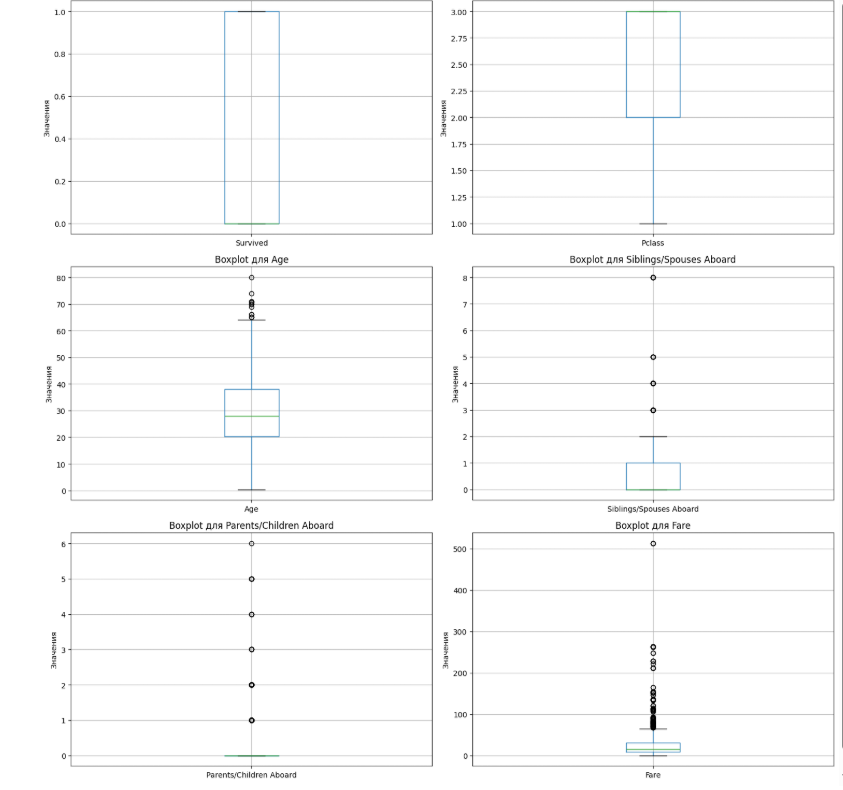 1.0
0.8
0.6
0.4
0.2
0.0
Значения
Survived
3.00
2.75
2.50
2.25
2.00
1.75
1.50
1.25
1.00
Значения
Pclass
Boxplot для Age
80
70
60
50
40
30
20
10
0
Значения
Age
Boxplot для Siblings/Spouses Aboard
8
7
6
5
4
3
2
1
0
Значения
Siblings/Spouses Aboard
Boxplot для Parents/Children Aboard
6
5
4
3
2
1
0
Значения
Parents/Children Aboard
Boxplot для Fare
500
400
300
200
100
0
Значения
Fare